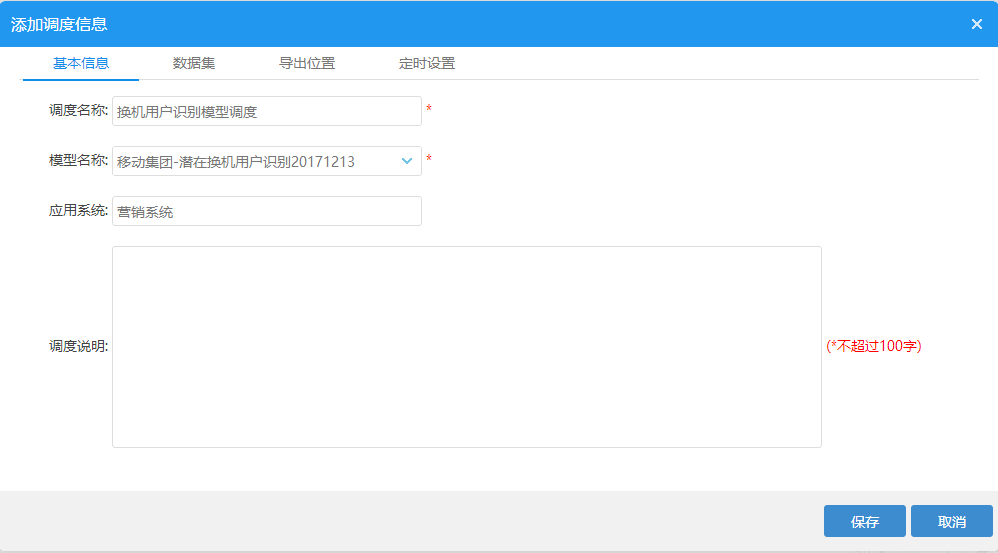 添加调度信息 ×
基本信息 数据集 导出位置 定时设置
调度名称: 换机用户识别模型调度 *
模型名称: 移动集团-潜在换机用户识别20171213 *
应用系统: 营销系统
调度说明: (*不超过100字)
保存 取消